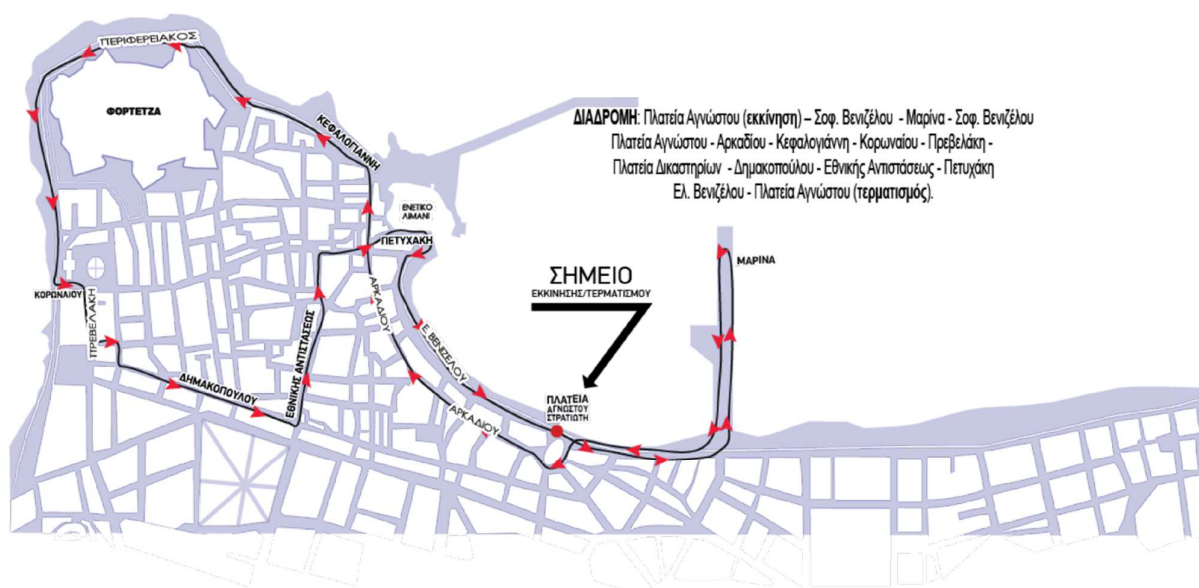 ΠΕΡΙΦΕΡΕΙΑΚΟΣ
ΦΟΡΤΕΤΖΑ
ΚΕΦΑΛΟΓΙΑΝΝΗ
ΔΙΑΔΡΟΜΗ: Πλατεία Αγνώστου (εκκίνηση) – Σοφ. Βενιζέλου - Μαρίνα - Σοφ. Βενιζέλου
Πλατεία Αγνώστου - Αρκαδίου - Κεφαλογιάννη - Κορωναίου - Πρεβελάκη -
Πλατεία Δικαστηρίων - Δημακοπούλου - Εθνικής Αντιστάσεως - Πετυχάκη
Ελ. Βενιζέλου - Πλατεία Αγνώστου (τερματισμός).
ΕΝΕΤΙΚΟ
ΛΙΜΑΝΙ
ΠΕΤΥΧΑΚΗ
ΜΑΡΙΝΑ
ΣΗΜΕΙΟ
ΕΚΚΙΝΗΣΗΣ/ΤΕΡΜΑΤΙΣΜΟΥ
ΚΟΡΩΝΑΙΟΥ
ΠΡΕΒΕΛΑΚΗ
ΑΡΚΑΔΙΟΥ
Ε. ΒΕΝΙΖΕΛΟΥ
ΕΘΝΙΚΗΣ ΑΝΤΙΣΤΑΣΕΩΣ
ΔΗΜΑΚΟΠΟΥΛΟΥ
ΑΡΚΑΔΙΟΥ
ΠΛΑΤΕΙΑ
ΑΓΝΩΣΤΟΥ
ΣΤΡΑΤΙΩΤΗ